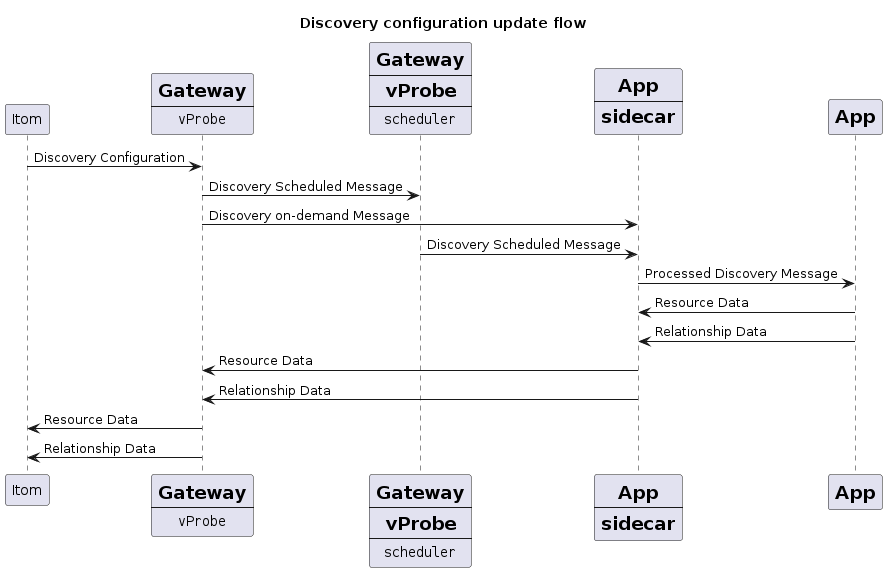 Discovery configuration update flow
Itom
Gateway
vProbe
Gateway
vProbe
scheduler
App
sidecar
App
Discovery Configuration
Discovery Scheduled Message
Discovery on-demand Message
Discovery Scheduled Message
Processed Discovery Message
Resource Data
Relationship Data
Resource Data
Relationship Data
Resource Data
Relationship Data
Itom
Gateway
vProbe
Gateway
vProbe
scheduler
App
sidecar
App